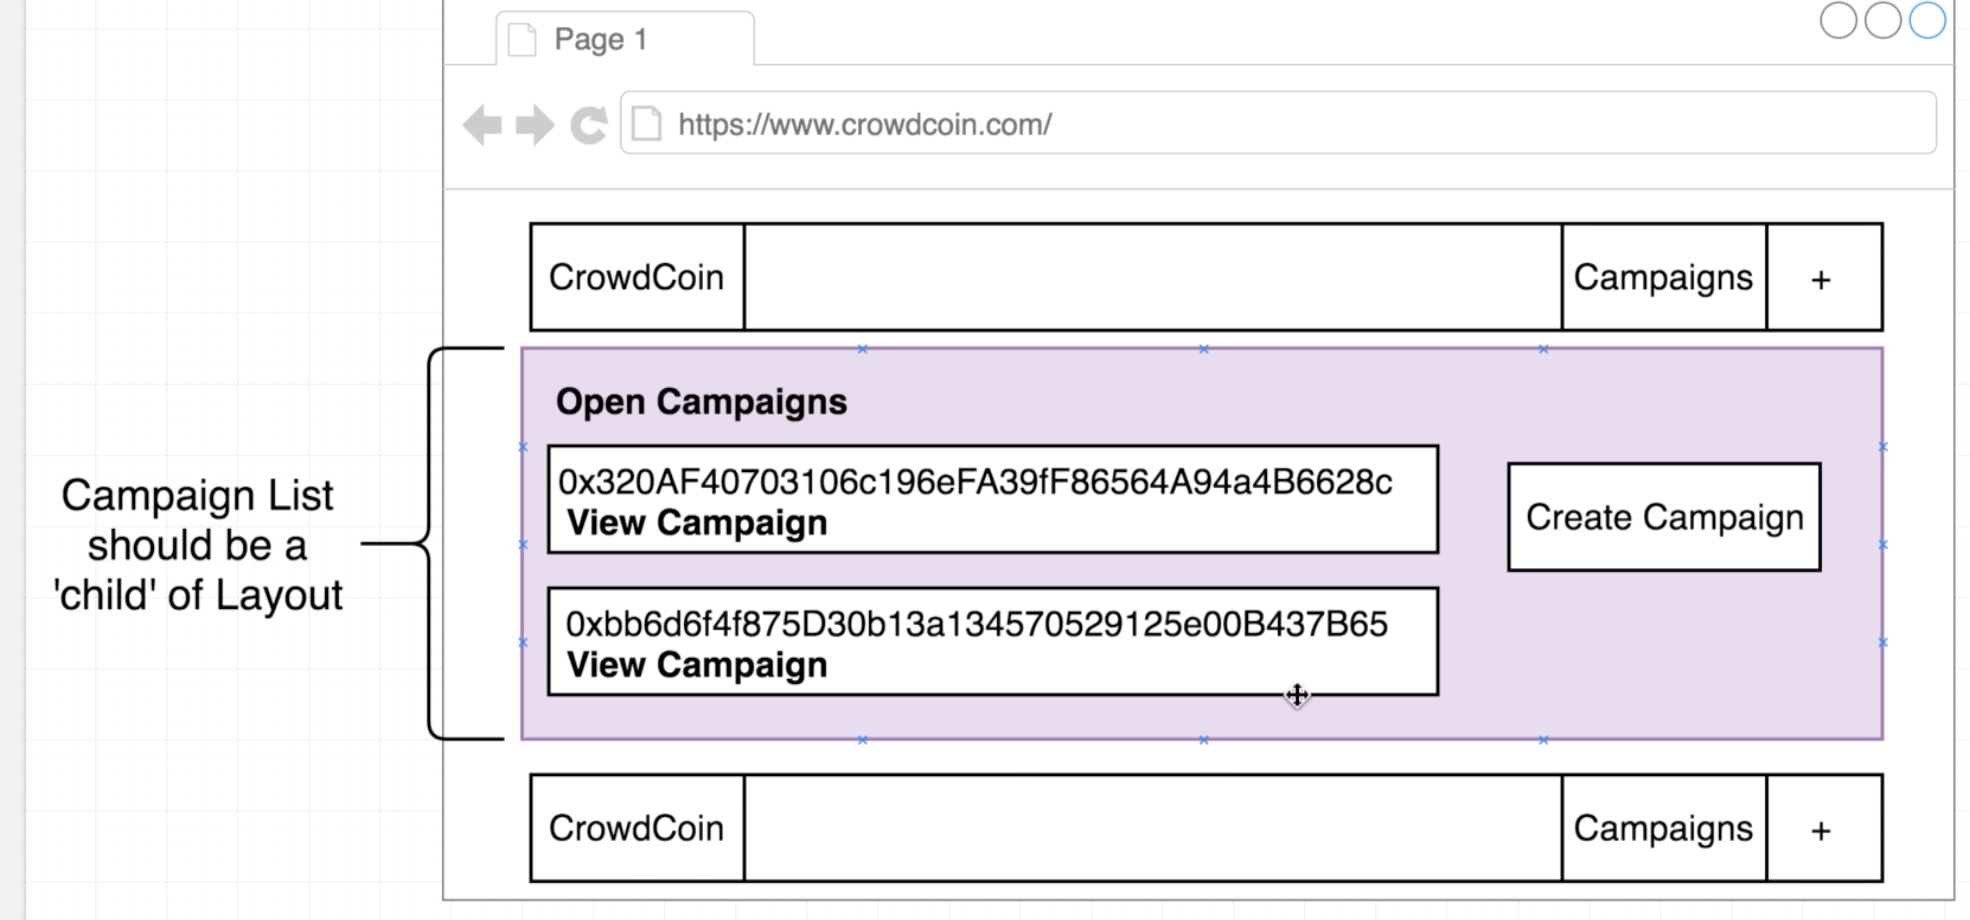 Page 1
https://www.crowdcoin.com/
CrowdCoin
Campaigns
+
Open Campaigns
0x320AF40703106c196eFA39fF86564A94a4B6628c
View Campaign
Create Campaign
0xbb6d6f4f875D30b13a134570529125e00B437B65
View Campaign
Campaign List
should be a
'child' of Layout
CrowdCoin
Campaigns
+